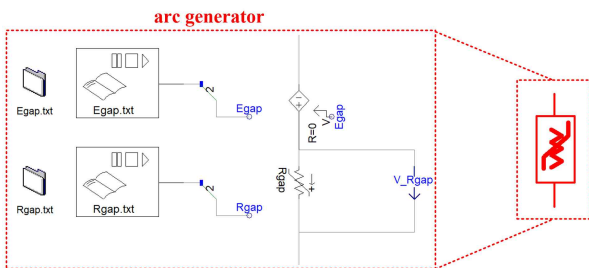 arc generator
Egap.txt
Egap.txt
2
Egap
R=0
V
Egap
+ I
Rgap.txt
Rgap.txt
2
Rgap
Rgap
+
V_Rgap